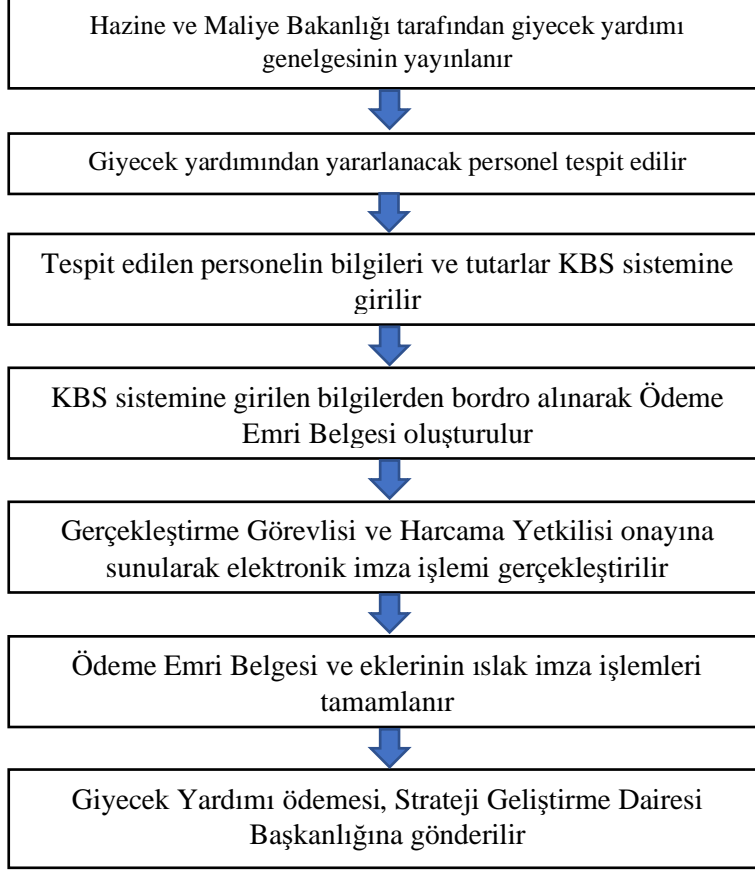 Hazine ve Maliye Bakanlığı tarafından giyecek yardımı
genelgesinin yayınlanır
Giyecek yardımından yararlanacak personel tespit edilir
Tespit edilen personelin bilgileri ve tutarlar KBS sistemine
girilir
KBS sistemine girilen bilgilerden bordro alınarak Ödeme
Emri Belgesi oluşturulur
Gerçekleştirme Görevlisi ve Harcama Yetkilisi onayına
sunularak elektronik imza işlemi gerçekleştirilir
Ödeme Emri Belgesi ve eklerinin ıslak imza işlemleri
tamamlanır
Giyecek Yardımı ödemesi, Strateji Geliştirme Dairesi
Başkanlığına gönderilir